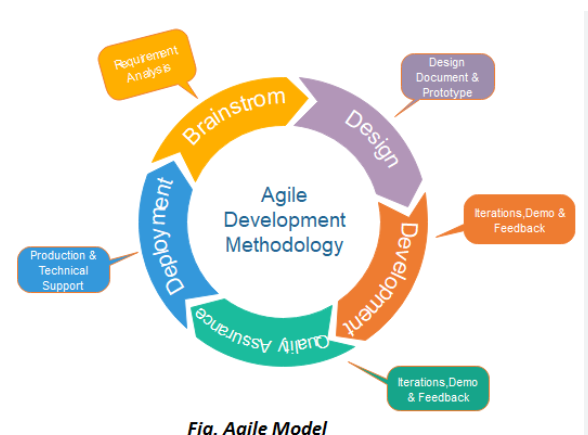 Requirement
Analysis
Brainstrom
Design
Document &
Prototype
Design
Agile
Development
Methodology
Iterations,Demo
& Feedback
Development
Production &
Technical
Support
Deployment
Quality Assurance
Iterations,Demo
& Feedback
Fig. Agile Model